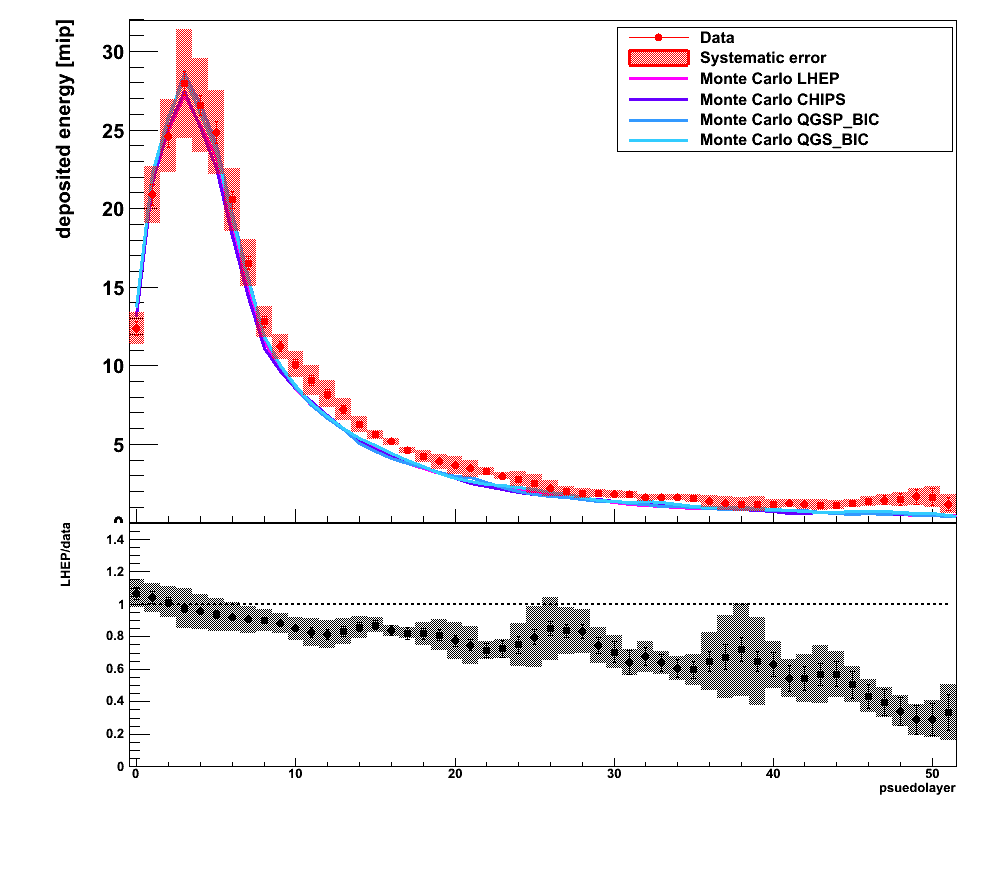 deposited energy [mip]
30
25
20
15
10
5
0
Data
Systematic error
Monte Carlo LHEP
Monte Carlo CHIPS
Monte Carlo QGSP_BIC
Monte Carlo QGS_BIC
LHEP/data
1.4
1.2
1
0.8
0.6
0.4
0.2
0
0 10 20 30 40 50
psuedolayer